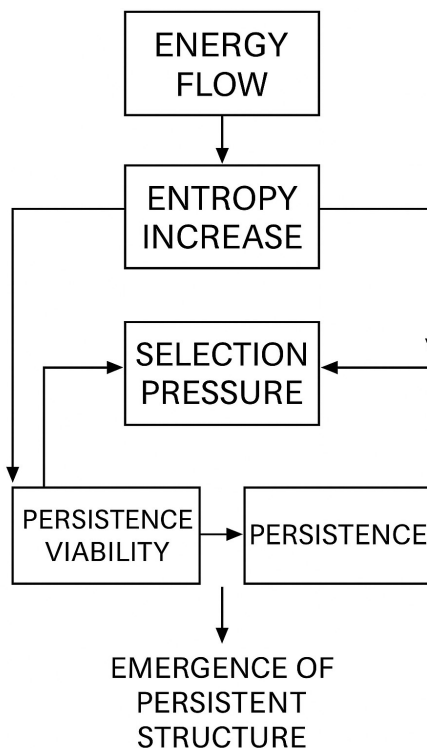 ENERGY
FLOW
ENTROPY
INCREASE
SELECTION
PRESSURE
PERSISTENCE
VIABILITY
PERSISTENCE
EMERGENCE OF
PERSISTENT
STRUCTURE